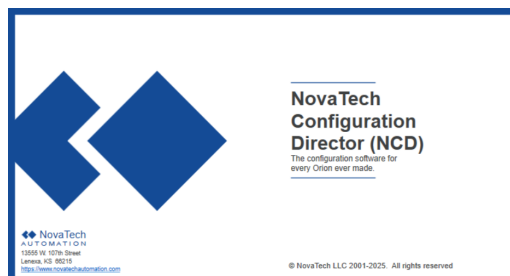 NovaTech
Configuration
Director (NCD)
The configuration software for
every Orion ever made.
NovaTech
AUTOMATION
13555 W. 107th Street
Lenexa, KS 66215
https://www.novatechautomation.com
© NovaTech LLC 2001-2025. All rights reserved